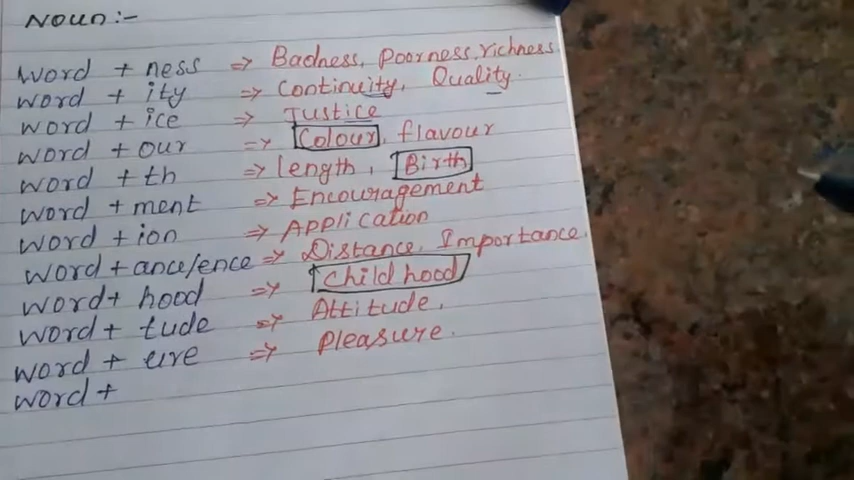 Noun:-
word + ness => Badness, Poorness, richness
word + ity => Continuity, Quality.
word + ice => Justice
word + our => Colour, flavour
word + th => length, Birth
word + ment => Encouragement
word + ion => Application
word + ance/ence => Distance, Importance.
word + hood => Child hood
word + tude => Attitude.
word + ure => Pleasure.
word +